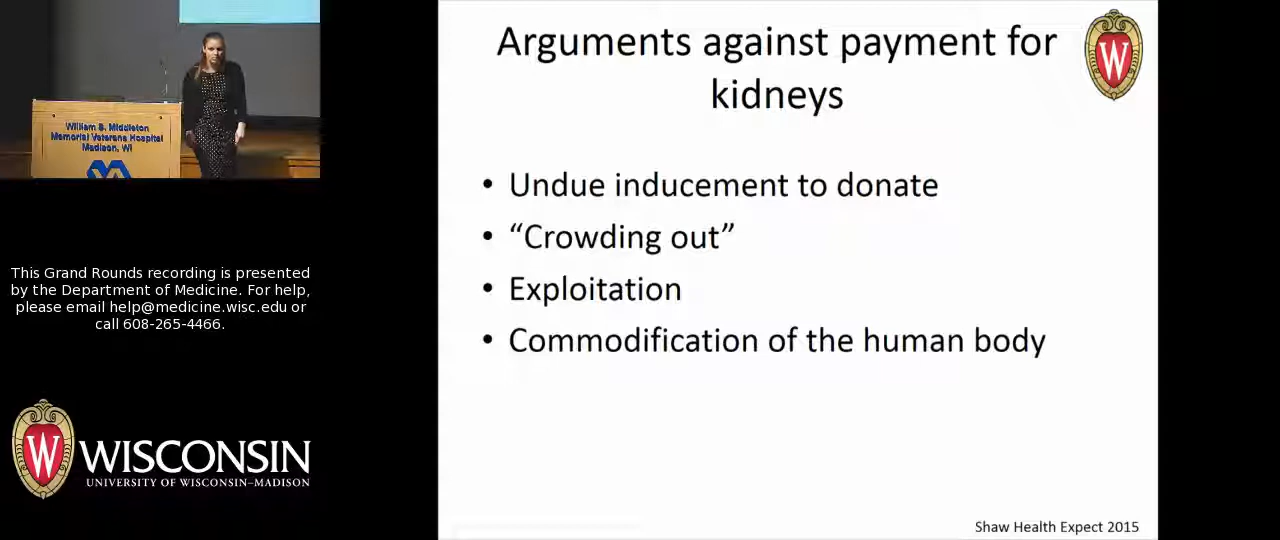 William S. Middleton
Memorial Veterans Hospital
Madison, WI
This Grand Rounds recording is presented
by the Department of Medicine. For help,
please email help@medicine.wisc.edu or
call 608-265-4466.
W
WISCONSIN
UNIVERSITY OF WISCONSIN–MADISON
Arguments against payment for
kidneys
W
• Undue inducement to donate
• “Crowding out”
• Exploitation
• Commodification of the human body
Shaw Health Expect 2015